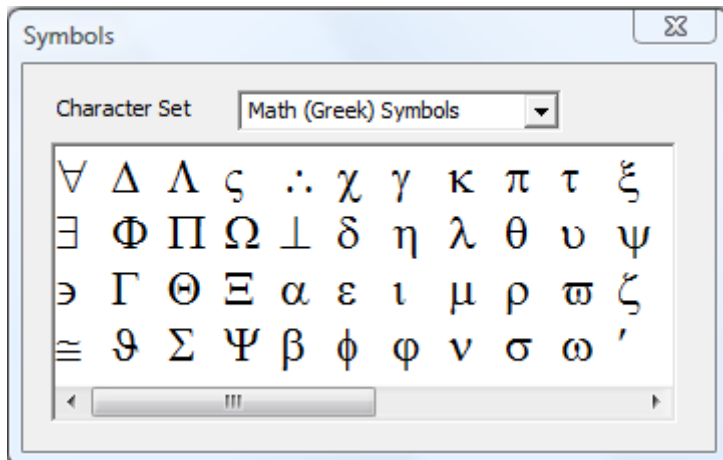 Symbols
Character Set Math (Greek) Symbols
∀ Δ Λ ς ∴ χ γ κ π τ ξ
∃ Φ Π Ω ⊥ δ η λ θ υ ψ
∍ Γ Θ Ξ α ε ι μ ρ ϖ ζ
≅ ϑ Σ Ψ β ϕ φ ν σ ω ′